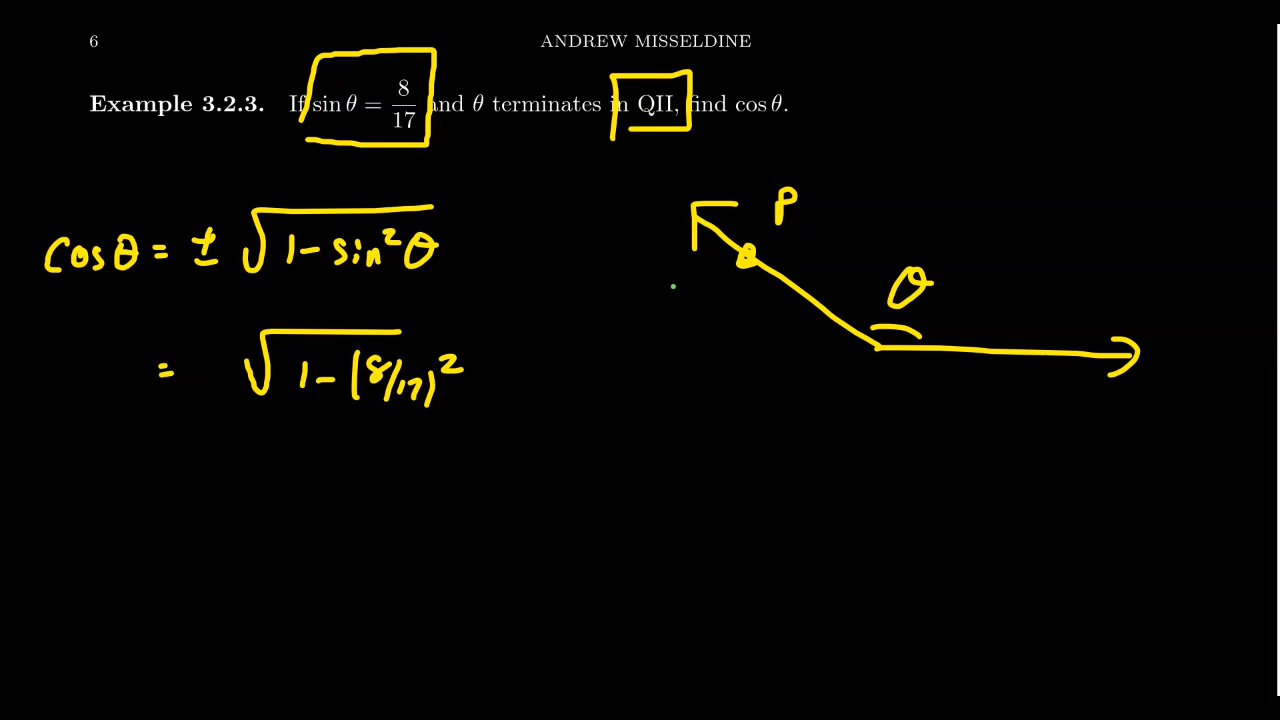 6 ANDREW MISSELDINE
Example 3.2.3. If sin θ = 8/17 and θ terminates in QII, find cos θ.
P
cos θ = ± √(1 - sin² θ)
θ
= √(1 - (8/17)²)